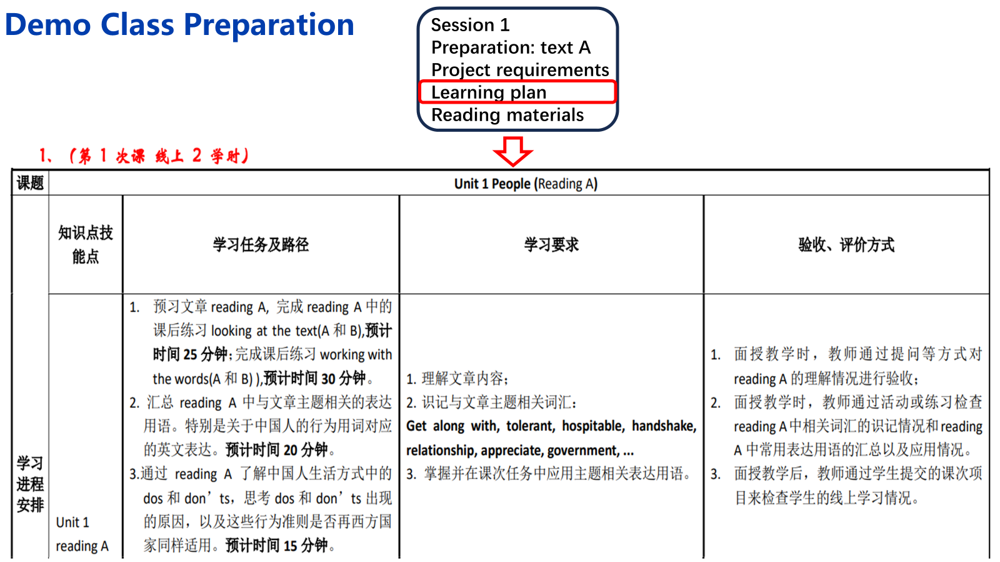 Demo Class Preparation
Session 1
Preparation: text A
Project requirements
Learning plan
Reading materials
1、（第 1 次课 线上 2 学时）
课题
Unit 1 People (Reading A)
知识点技
能点
学习任务及路径
学习要求
验收、评价方式
学习
进程
安排
Unit 1
reading A
1. 预习文章 reading A, 完成 reading A 中的
课后练习 looking at the text(A 和 B),预计
时间 25 分钟；完成课后练习 working with
the words(A 和 B) ),预计时间 30 分钟。
2. 汇总 reading A 中与文章主题相关的表达
用语。特别是关于中国人的行为用词对应
的英文表达。预计时间 20 分钟。
3.通过 reading A 了解中国人生活方式中的
dos 和 don’ts，思考 dos 和 don’ts 出现
的原因，以及这些行为准则是否再西方国
家同样适用。预计时间 15 分钟。
1. 理解文章内容；
2. 识记与文章主题相关词汇：
Get along with, tolerant, hospitable, handshake,
relationship, appreciate, government, ...
3. 掌握并在课次任务中应用主题相关表达用语。
1. 面授教学时，教师通过提问等方式对
reading A 的理解情况进行验收；
2. 面授教学时，教师通过活动或练习检查
reading A 中相关词汇的识记情况和 reading
A 中常用表达用语的汇总以及应用情况。
3. 面授教学后，教师通过学生提交的课次项
目来检查学生的线上学习情况。